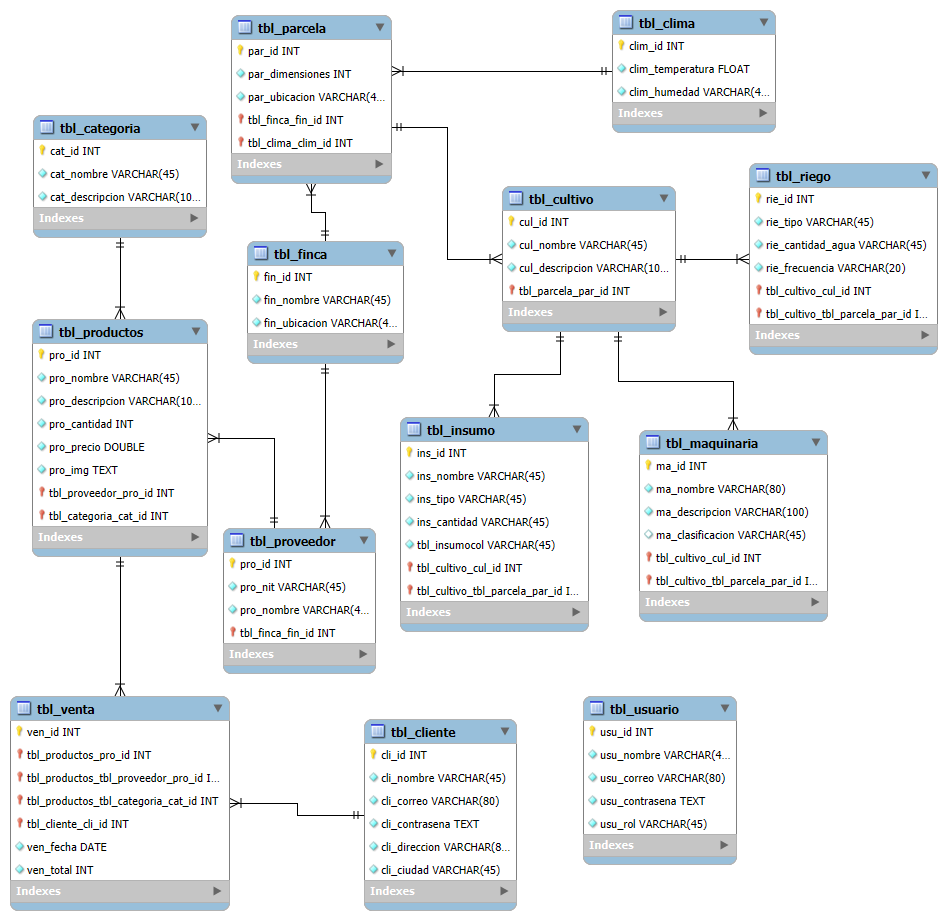 tbl_parcela
par_id INT
par_dimensiones INT
par_ubicacion VARCHAR(4...
tbl_finca_fin_id INT
tbl_clima_clim_id INT
Indexes
tbl_clima
clim_id INT
clim_temperatura FLOAT
clim_humedad VARCHAR(4...
Indexes
tbl_categoria
cat_id INT
cat_nombre VARCHAR(45)
cat_descripcion VARCHAR(10...
Indexes
tbl_cultivo
cul_id INT
cul_nombre VARCHAR(45)
cul_descripcion VARCHAR(10...
tbl_parcela_par_id INT
Indexes
tbl_riego
rie_id INT
rie_tipo VARCHAR(45)
rie_cantidad_agua VARCHAR(45)
rie_frecuencia VARCHAR(20)
tbl_cultivo_cul_id INT
tbl_cultivo_tbl_parcela_par_id I...
Indexes
tbl_finca
fin_id INT
fin_nombre VARCHAR(45)
fin_ubicacion VARCHAR(4...
Indexes
tbl_productos
pro_id INT
pro_nombre VARCHAR(45)
pro_descripcion VARCHAR(10...
pro_cantidad INT
pro_precio DOUBLE
pro_img TEXT
tbl_proveedor_pro_id INT
tbl_categoria_cat_id INT
Indexes
tbl_insumo
ins_id INT
ins_nombre VARCHAR(45)
ins_tipo VARCHAR(45)
ins_cantidad VARCHAR(45)
tbl_insumocol VARCHAR(45)
tbl_cultivo_cul_id INT
tbl_cultivo_tbl_parcela_par_id I...
Indexes
tbl_maquinaria
ma_id INT
ma_nombre VARCHAR(80)
ma_descripcion VARCHAR(100)
ma_clasificacion VARCHAR(45)
tbl_cultivo_cul_id INT
tbl_cultivo_tbl_parcela_par_id I...
Indexes
tbl_proveedor
pro_id INT
pro_nit VARCHAR(45)
pro_nombre VARCHAR(4...
tbl_finca_fin_id INT
Indexes
tbl_venta
ven_id INT
tbl_productos_pro_id INT
tbl_productos_tbl_proveedor_pro_id I...
tbl_productos_tbl_categoria_cat_id INT
tbl_cliente_cli_id INT
ven_fecha DATE
ven_total INT
Indexes
tbl_cliente
cli_id INT
cli_nombre VARCHAR(45)
cli_correo VARCHAR(80)
cli_contrasena TEXT
cli_direccion VARCHAR(8...
cli_ciudad VARCHAR(45)
Indexes
tbl_usuario
usu_id INT
usu_nombre VARCHAR(4...
usu_correo VARCHAR(80)
usu_contrasena TEXT
usu_rol VARCHAR(45)
Indexes